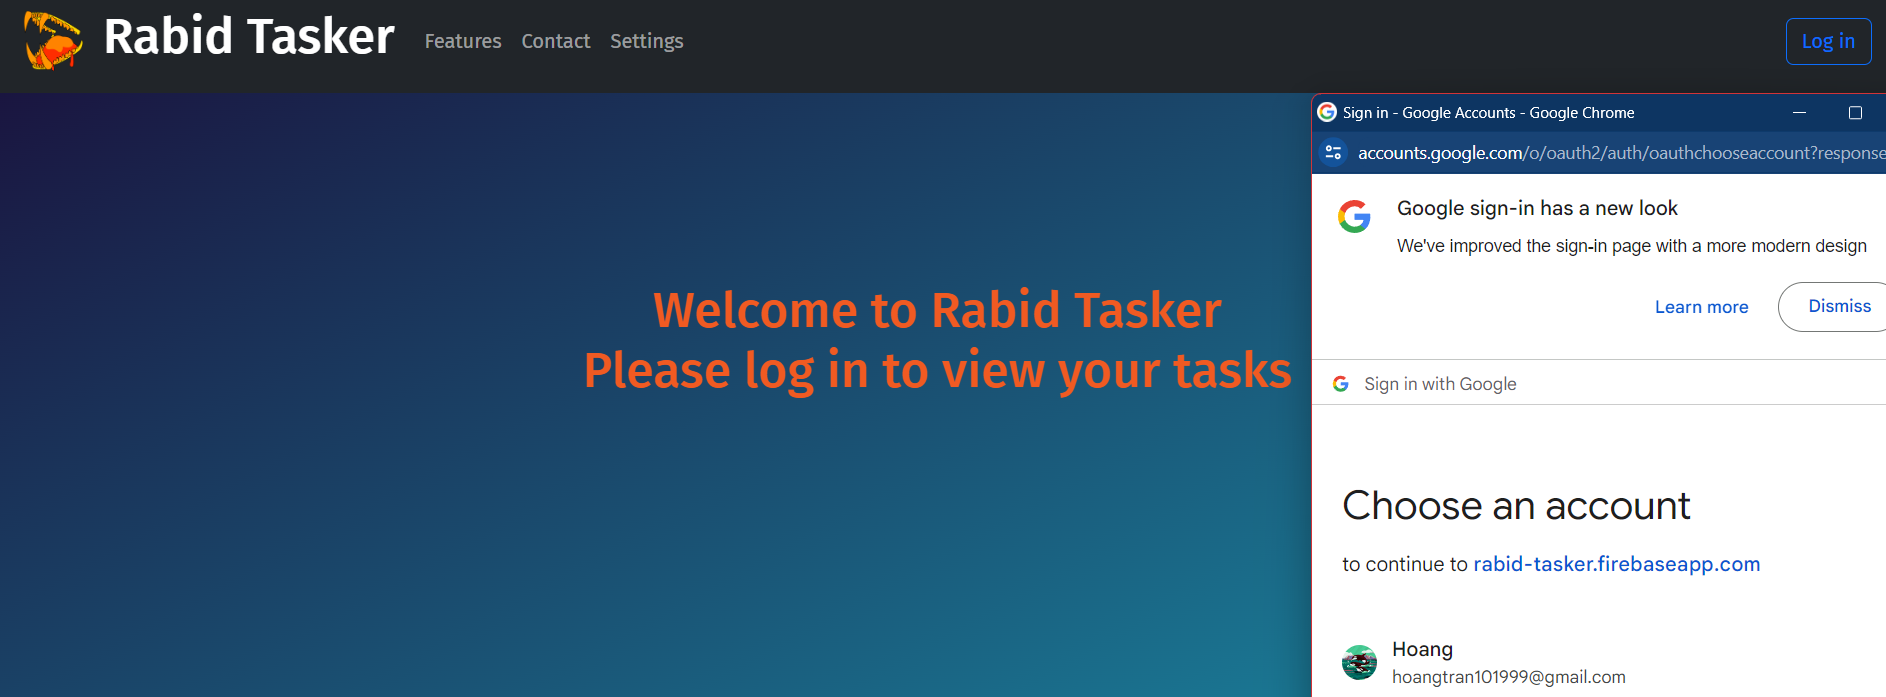 Rabid Tasker Features Contact Settings Log in
Welcome to Rabid Tasker
Please log in to view your tasks
Sign in - Google Accounts - Google Chrome
accounts.google.com/o/oauth2/auth/oauthchooseaccount?response
Google sign-in has a new look
We've improved the sign-in page with a more modern design
Learn more Dismiss
Sign in with Google
Choose an account
to continue to rabid-tasker.firebaseapp.com
Hoang
hoangtran101999@gmail.com